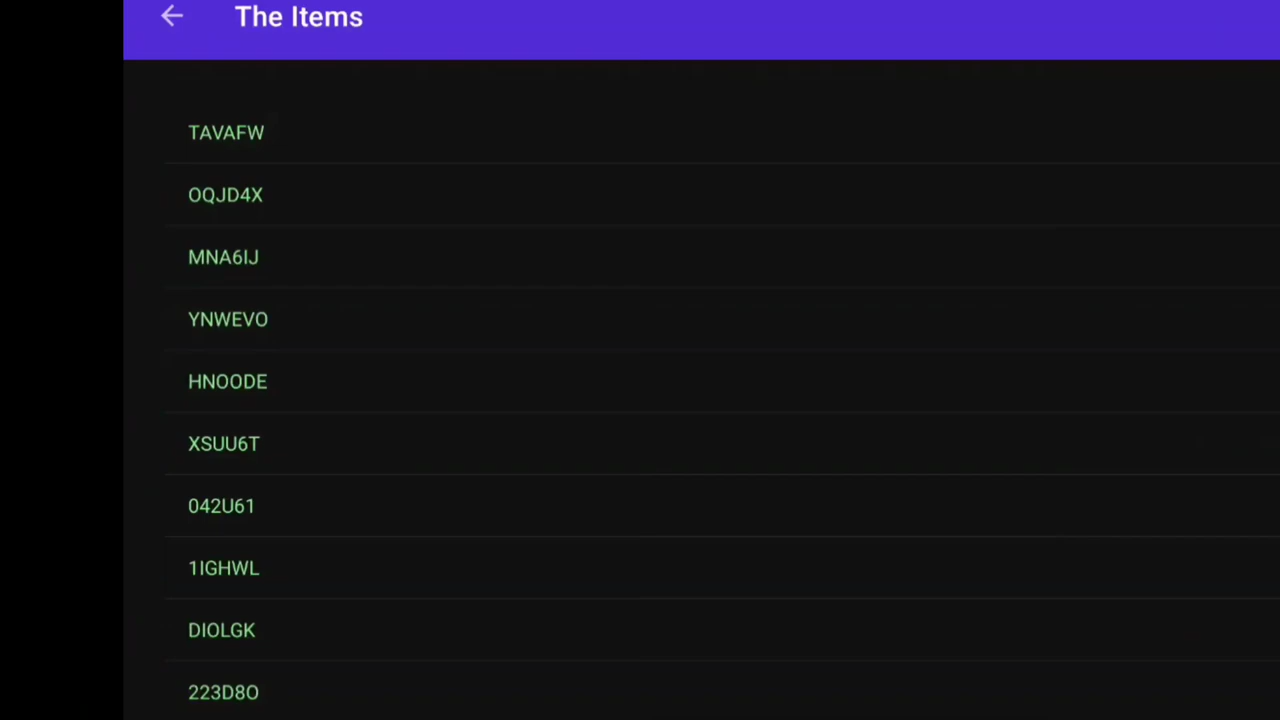 The Items
TAVAFW
OQJD4X
MNA6IJ
YNWEVO
HNOODE
XSUU6T
042U61
1IGHWL
DIOLGK
223D8O